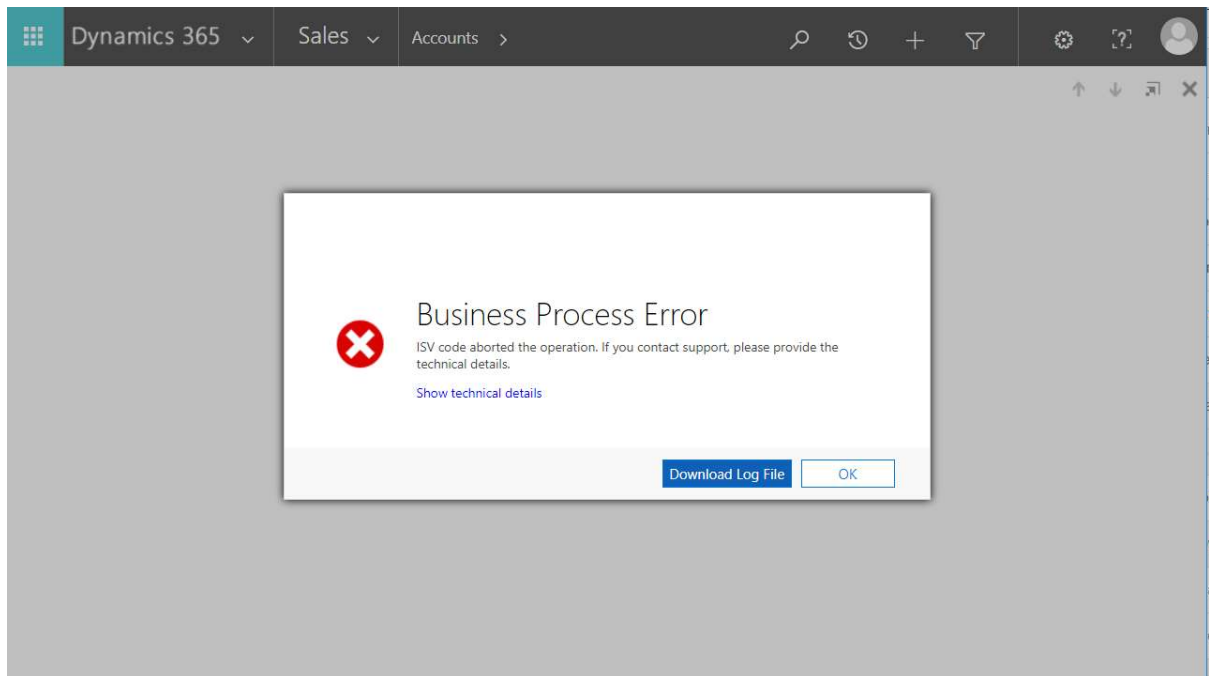 Dynamics 365 Sales Accounts
Business Process Error
ISV code aborted the operation. If you contact support, please provide the
technical details.
Show technical details
Download Log File OK